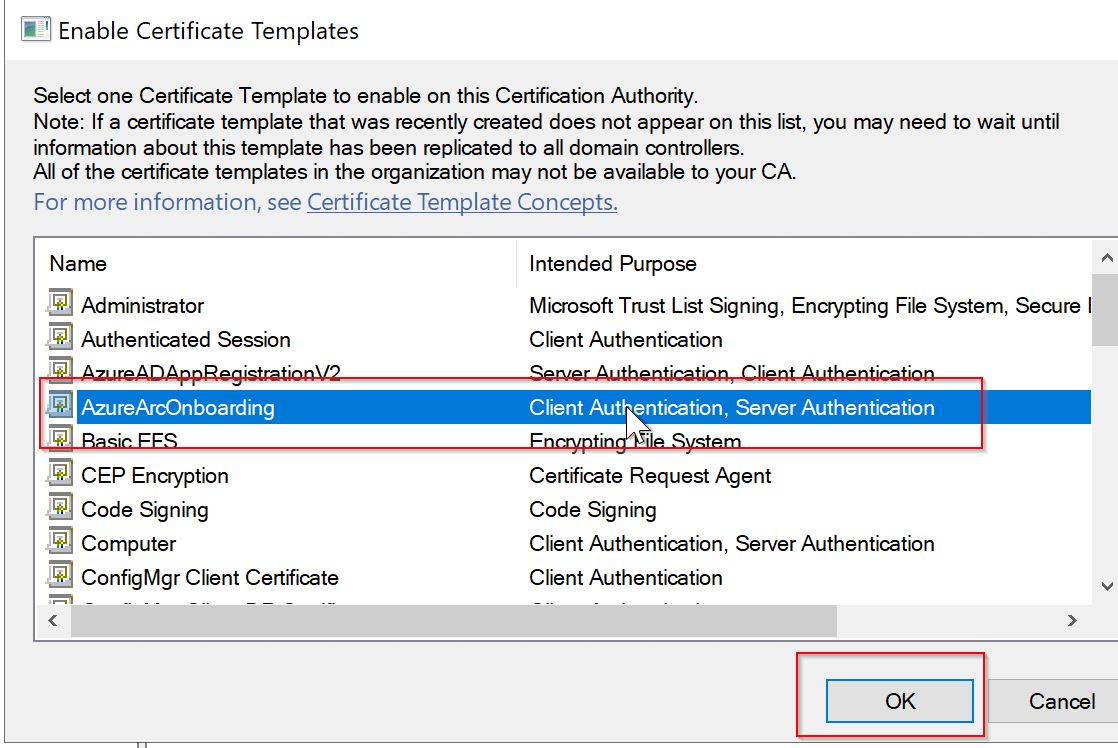 Enable Certificate Templates
Select one Certificate Template to enable on this Certification Authority.
Note: If a certificate template that was recently created does not appear on this list, you may need to wait until
information about this template has been replicated to all domain controllers.
All of the certificate templates in the organization may not be available to your CA.
For more information, see Certificate Template Concepts.
Name Intended Purpose
Administrator Microsoft Trust List Signing, Encrypting File System, Secure
Authenticated Session Client Authentication
AzureADAppRegistrationV2 Server Authentication, Client Authentication
AzureArcOnboarding Client Authentication, Server Authentication
Basic EFS Encrypting File System
CEP Encryption Certificate Request Agent
Code Signing Code Signing
Computer Client Authentication, Server Authentication
ConfigMgr Client Certificate Client Authentication
OK Cancel